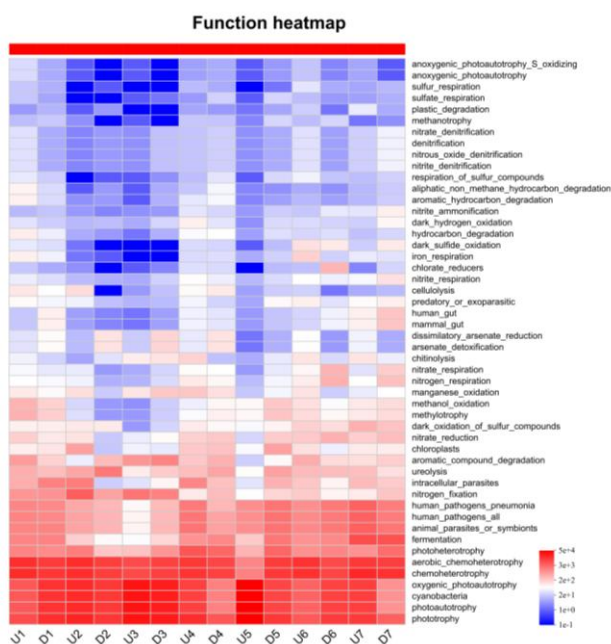 Function heatmap
anoxygenic_photoautotrophy_S_oxidizing
anoxygenic_photoautotrophy
sulfur_respiration
sulfate_respiration
plastic_degradation
methanotrophy
nitrate_denitrification
denitrification
nitrous_oxide_denitrification
nitrite_denitrification
respiration_of_sulfur_compounds
aliphatic_non_methane_hydrocarbon_degradation
aromatic_hydrocarbon_degradation
nitrite_ammonification
dark_hydrogen_oxidation
hydrocarbon_degradation
dark_sulfide_oxidation
iron_respiration
chlorate_reducers
nitrite_respiration
cellulolysis
predatory_or_exoparasitic
human_gut
mammal_gut
dissimilatory_arsenate_reduction
arsenate_detoxification
chitinolysis
nitrate_respiration
nitrogen_respiration
manganese_oxidation
methanol_oxidation
methylotrophy
dark_oxidation_of_sulfur_compounds
nitrate_reduction
chloroplasts
aromatic_compound_degradation
ureolysis
intracellular_parasites
nitrogen_fixation
human_pathogens_pneumonia
human_pathogens_all
animal_parasites_or_symbionts
fermentation
photoheterotrophy
aerobic_chemoheterotrophy
chemoheterotrophy
oxygenic_photoautotrophy
cyanobacteria
photoautotrophy
phototrophy
5e+4
3e+2
2e+1
1e+0
1e-1
U1 D1 U2 D2 U3 D3 U4 D4 U5 D5 U6 D6 U7 D7